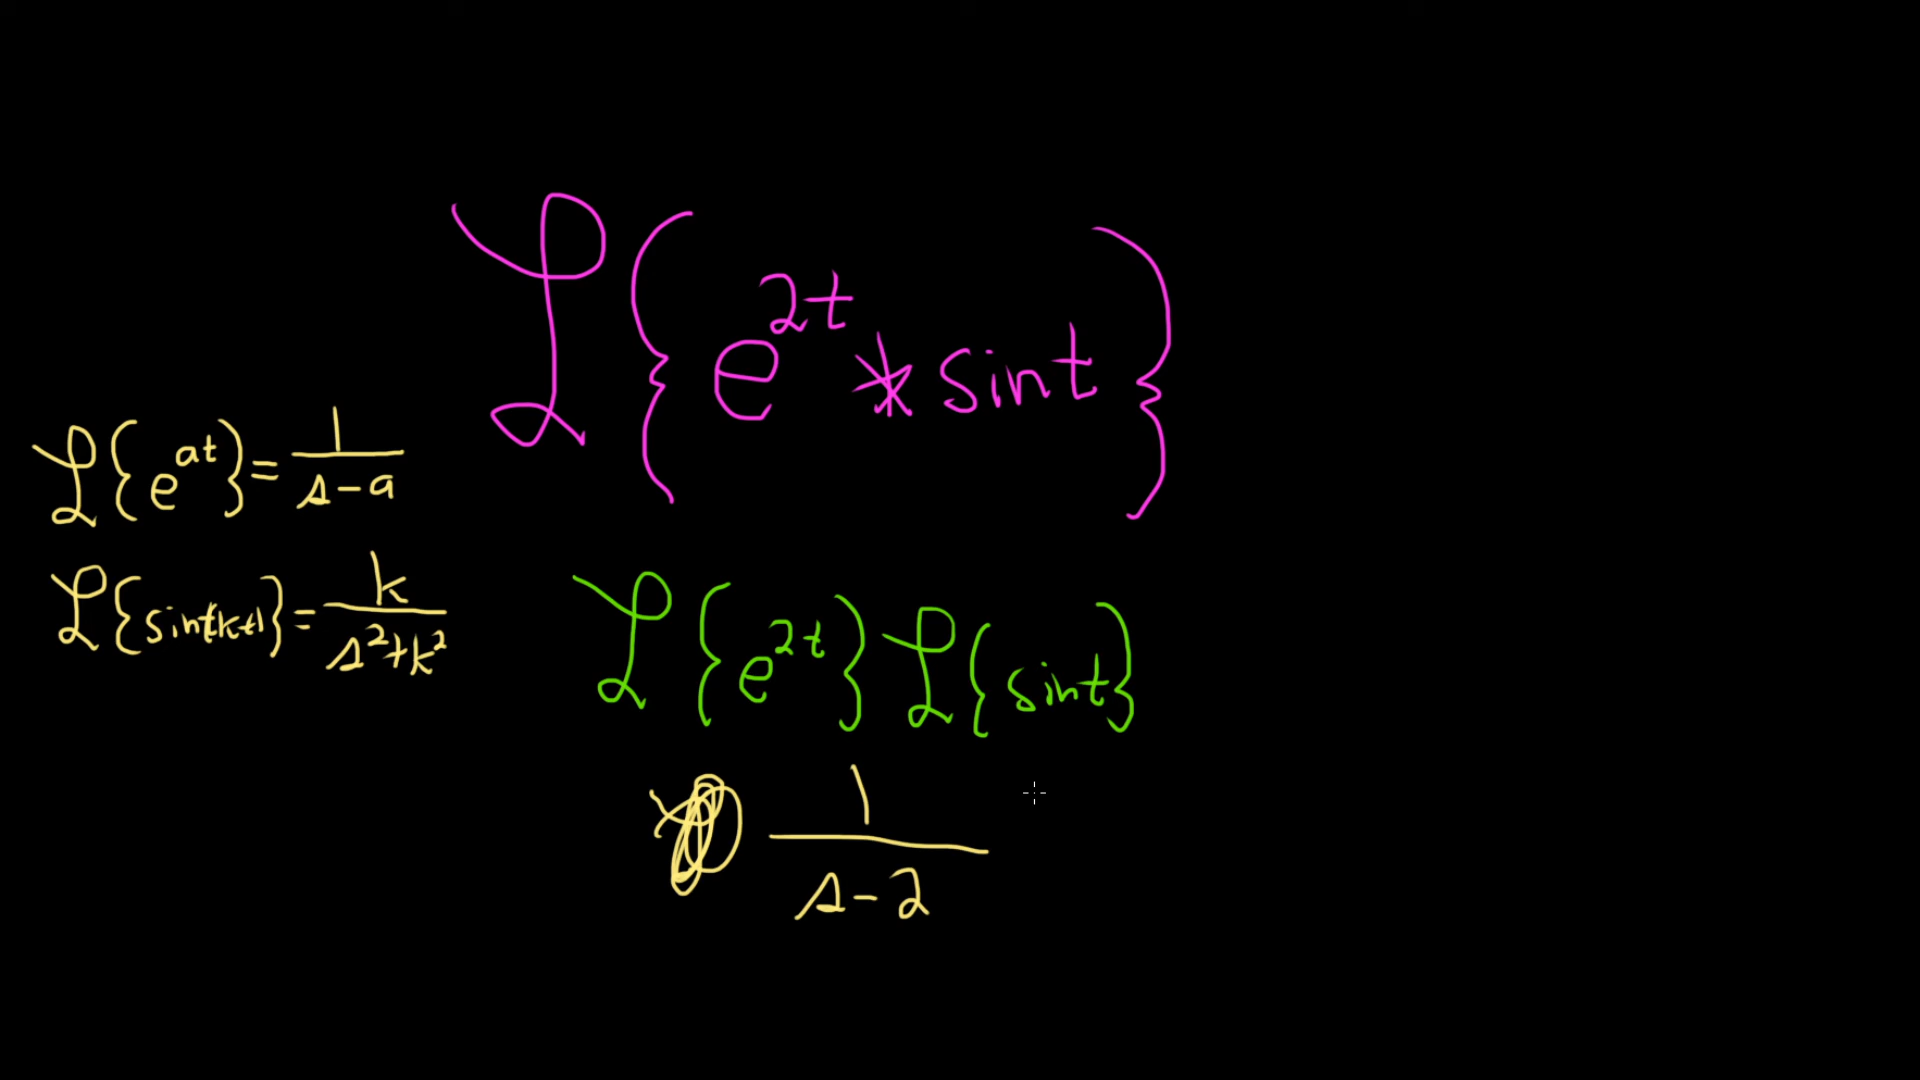 ℒ{e^{2t} * sint}
ℒ{e^{at}} = 1/(s-a)
ℒ{sin(kt)} = k/(s²+k²)
ℒ{e^{2t}} ℒ{sint}
1/(s-2)